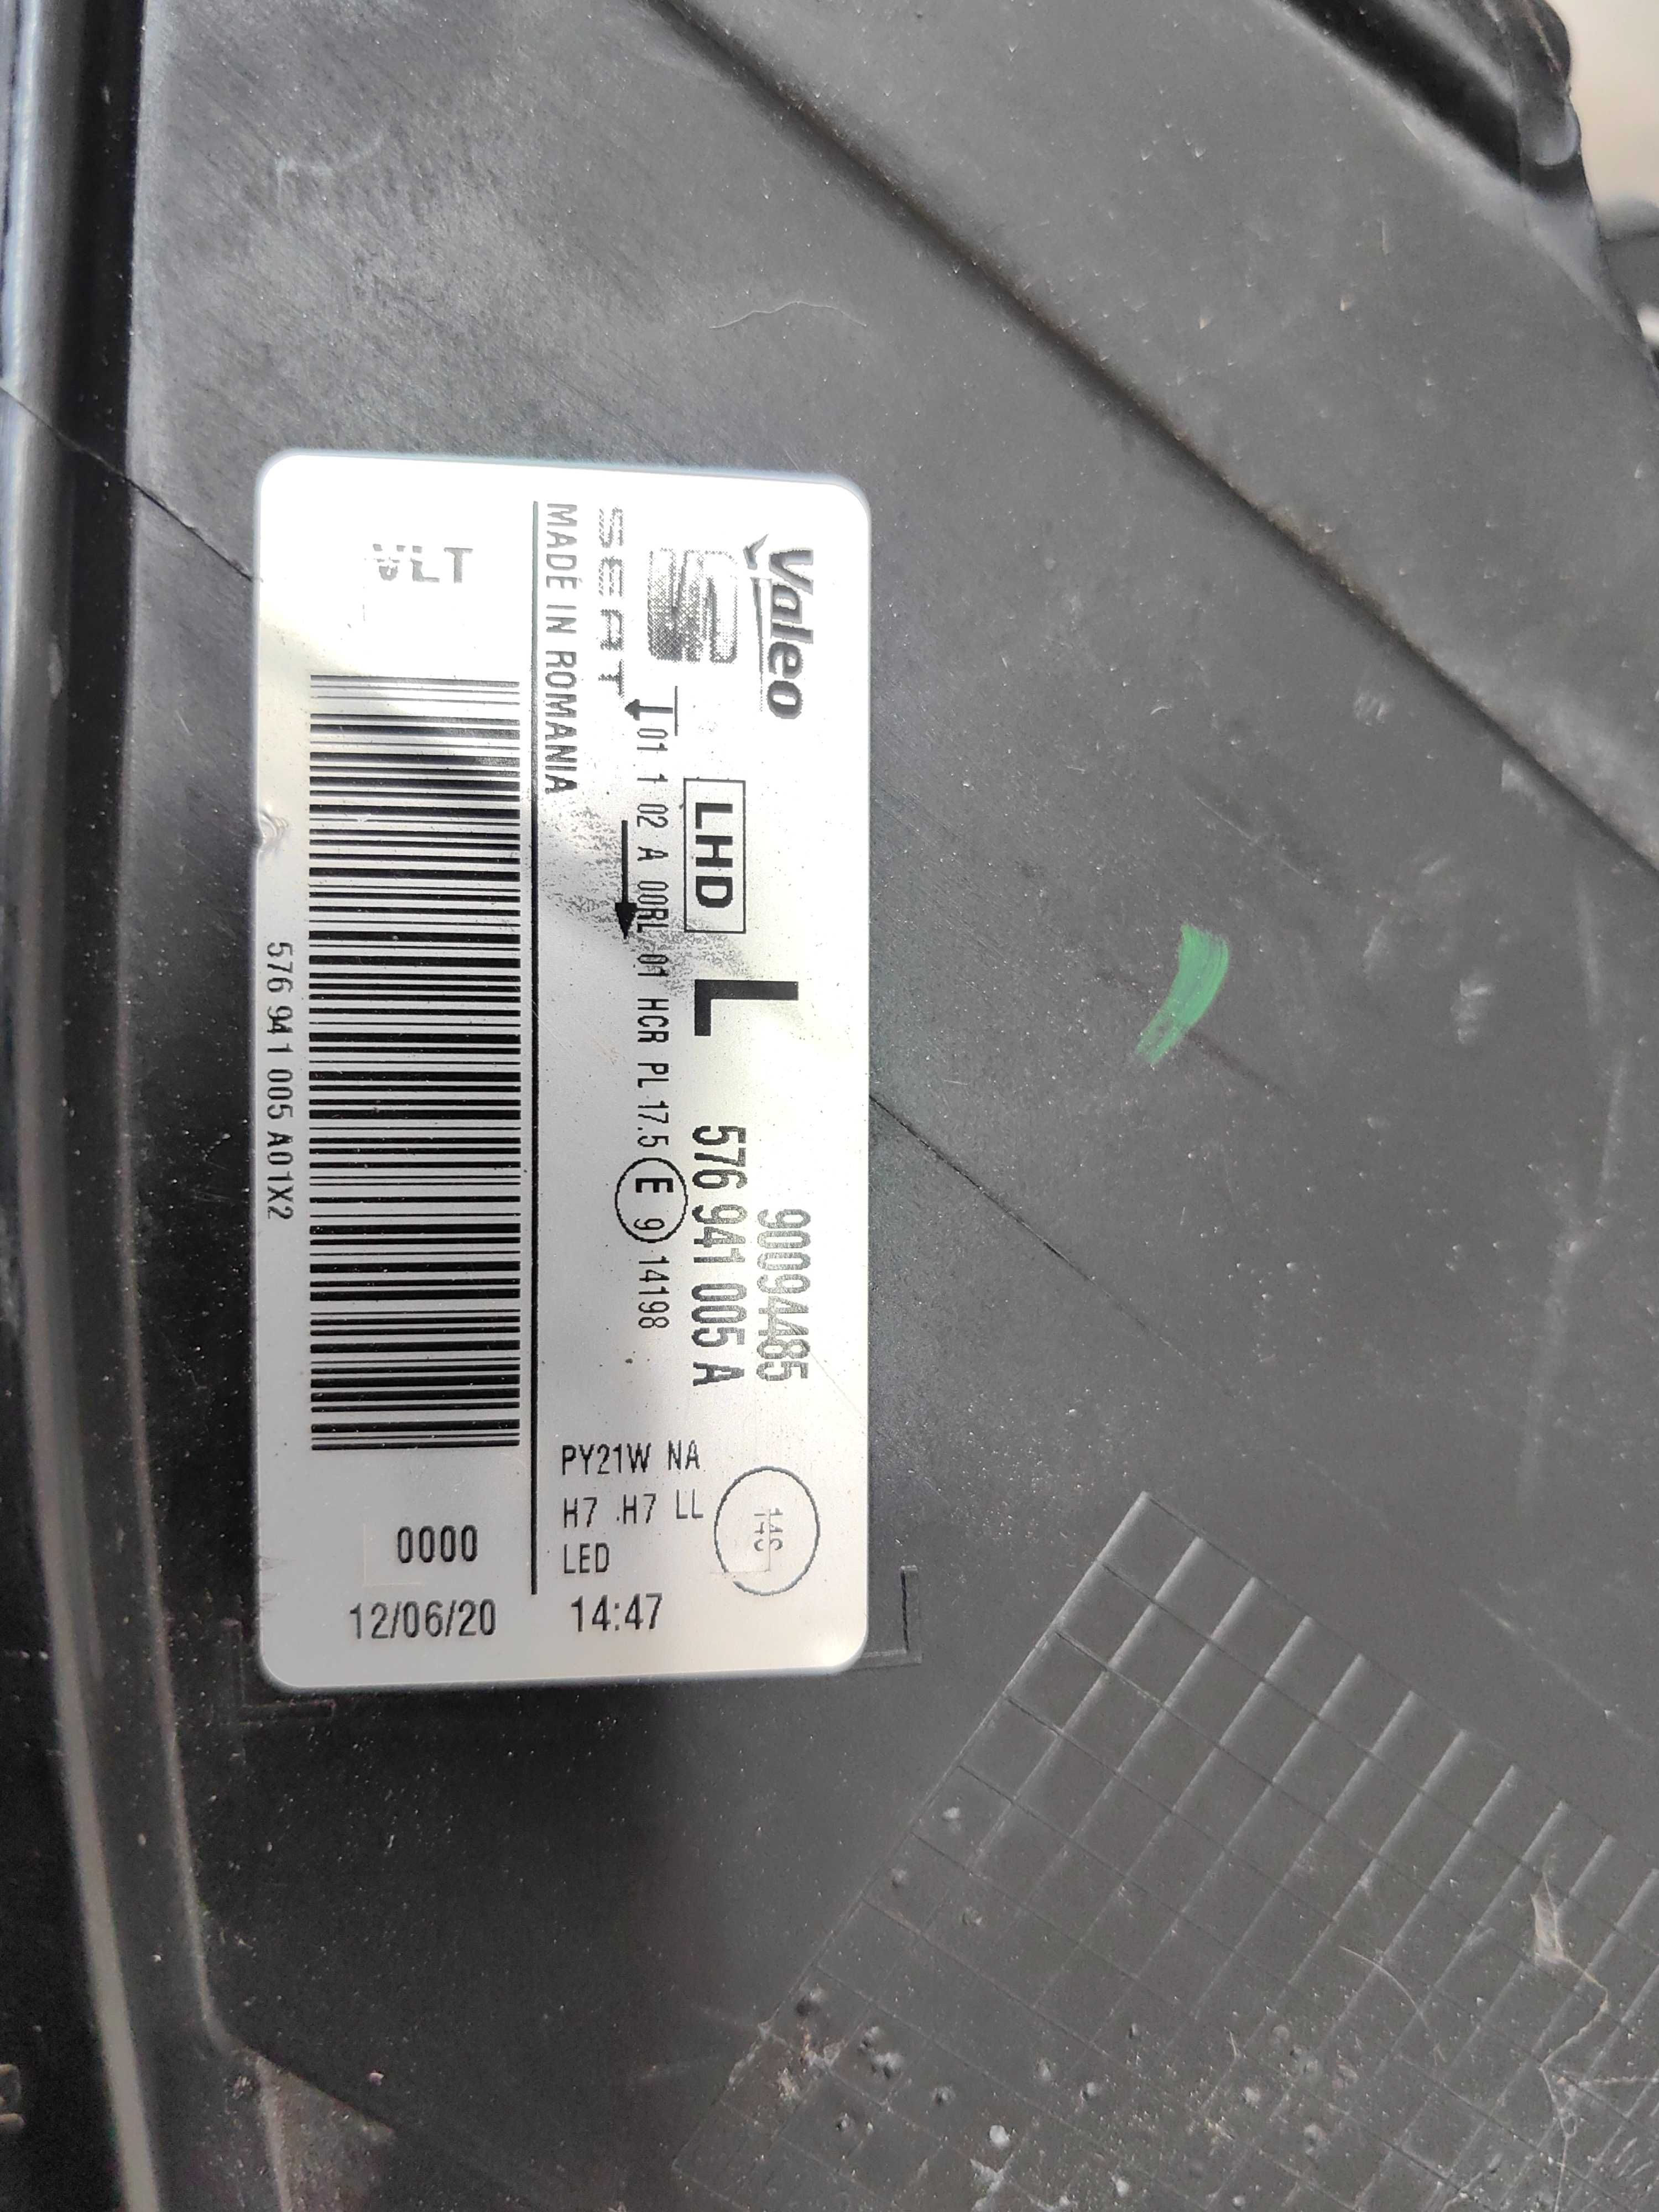 Valeo
9009485
LHD
L
576 941 005 A
SEAT
01 1 02 A 00RL 01 HCR PL 17.5 E 9 14198
PY21W NA
H7 H7 LL
LED
MADE IN ROMANIA
14:47
VLT
0000
12/06/20
576 941 005 A01X2